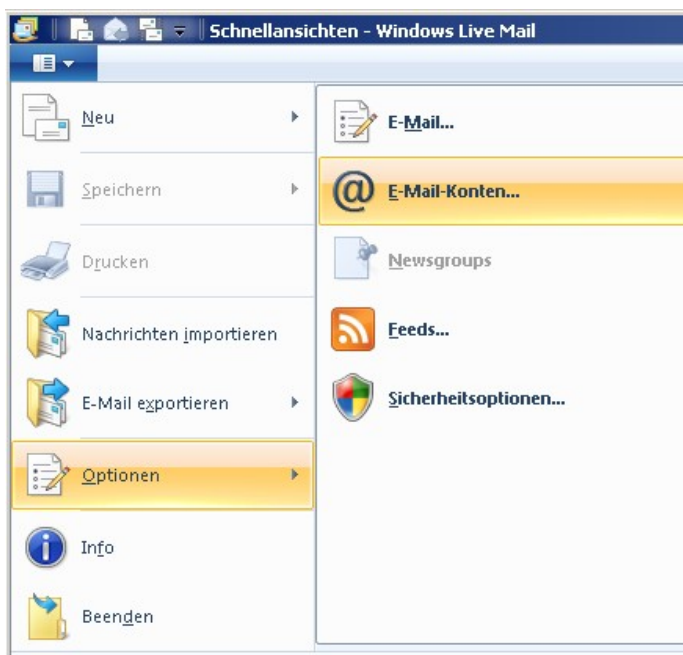 Schnellansichten - Windows Live Mail
Neu
Speichern
Drucken
Nachrichten importieren
E-Mail exportieren
Optionen
Info
Beenden
E-Mail...
E-Mail-Konten...
Newsgroups
Feeds...
Sicherheitsoptionen...